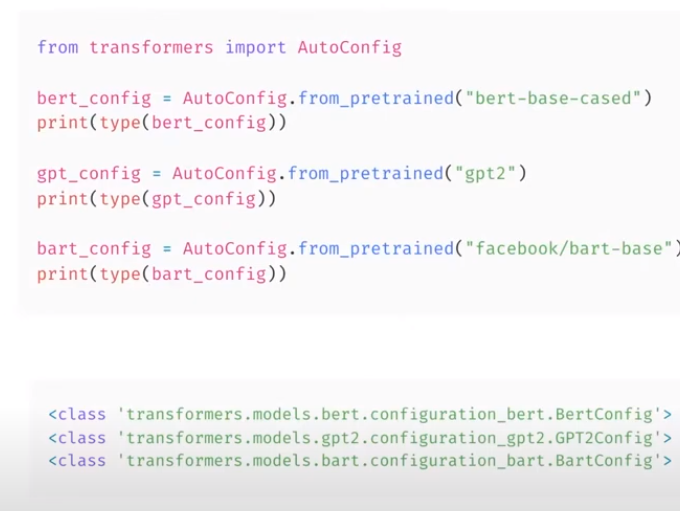 from transformers import AutoConfig
bert_config = AutoConfig.from_pretrained("bert-base-cased")
print(type(bert_config))
gpt_config = AutoConfig.from_pretrained("gpt2")
print(type(gpt_config))
bart_config = AutoConfig.from_pretrained("facebook/bart-base")
print(type(bart_config))
<class 'transformers.models.bert.configuration_bert.BertConfig'>
<class 'transformers.models.gpt2.configuration_gpt2.GPT2Config'>
<class 'transformers.models.bart.configuration_bart.BartConfig'>